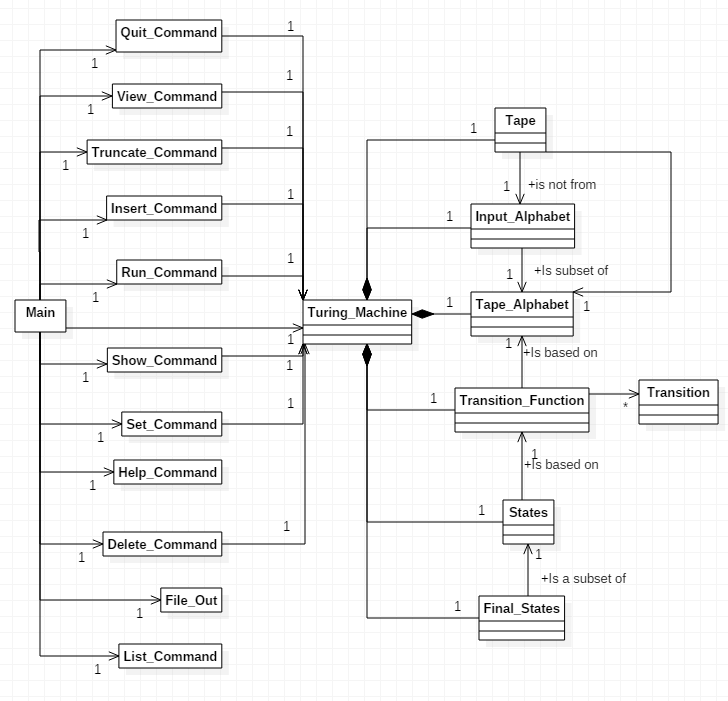 Quit_Command
1
1
View_Command
1
1
Truncate_Command
1
1
Insert_Command
1
1
Run_Command
1
1
Main
1
Show_Command
1
1
Set_Command
1
1
Help_Command
1
Delete_Command
1
1
File_Out
1
List_Command
1
Turing_Machine
Tape
1
1
+is not from
Input_Alphabet
1
1
+Is subset of
Tape_Alphabet
1
1
1
+Is based on
Transition_Function
1
Transition
*
1
+Is based on
States
1
1
+Is a subset of
Final_States
1